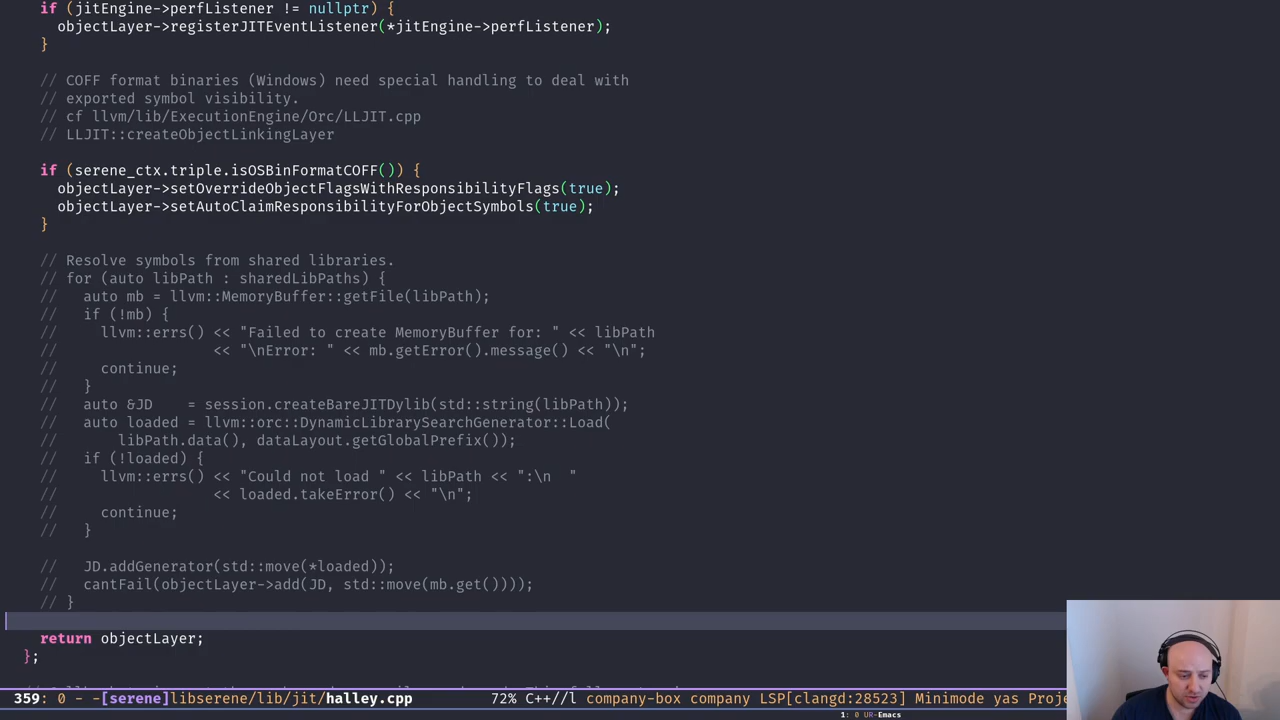 if (jitEngine->perfListener != nullptr) {
objectLayer->registerJITEventListener(*jitEngine->perfListener);
}
// COFF format binaries (Windows) need special handling to deal with
// exported symbol visibility.
// cf llvm/lib/ExecutionEngine/Orc/LLJIT.cpp
// LLJIT::createObjectLinkingLayer
if (serene_ctx.triple.isOSBinFormatCOFF()) {
objectLayer->setOverrideObjectFlagsWithResponsibilityFlags(true);
objectLayer->setAutoClaimResponsibilityForObjectSymbols(true);
}
// Resolve symbols from shared libraries.
// for (auto libPath : sharedLibPaths) {
//   auto mb = llvm::MemoryBuffer::getFile(libPath);
//   if (!mb) {
//     llvm::errs() << "Failed to create MemoryBuffer for: " << libPath
//                  << "\nError: " << mb.getError().message() << "\n";
//     continue;
//   }
//   auto &JD    = session.createBareJITDylib(std::string(libPath));
//   auto loaded = llvm::orc::DynamicLibrarySearchGenerator::Load(
//       libPath.data(), dataLayout.getGlobalPrefix());
//   if (!loaded) {
//     llvm::errs() << "Could not load " << libPath << ":\n  "
//                  << loaded.takeError() << "\n";
//     continue;
//   }
//   JD.addGenerator(std::move(*loaded));
//   cantFail(objectLayer->add(JD, std::move(mb.get())));
// }
return objectLayer;
};
359: 0 - -[serene]libserene/lib/jit/halley.cpp 72% C++//l company-box company LSP[clangd:28523] Minimode yas Proje
1: 0 UR-Emacs